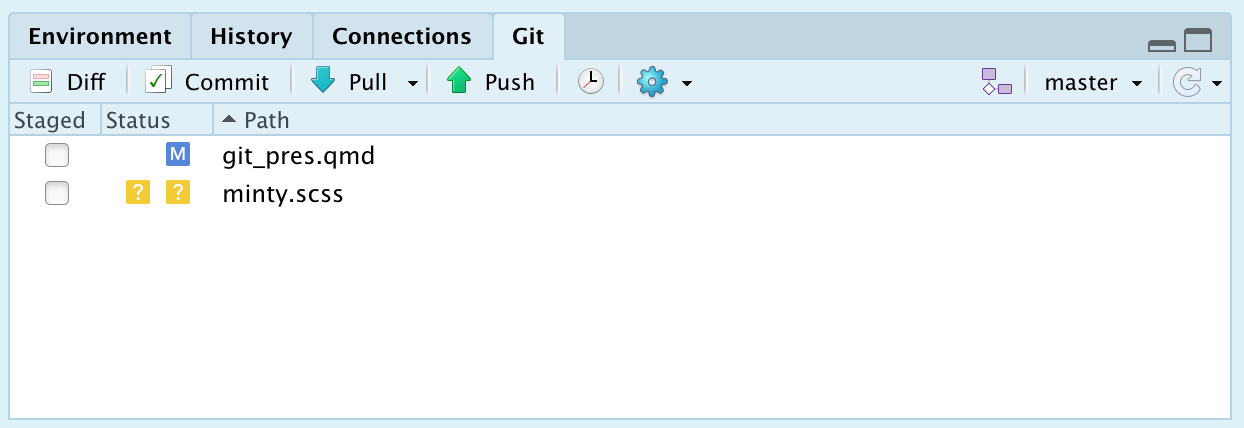 Environment History Connections Git
Diff Commit Pull Push master
Staged Status Path
M git_pres.qmd
? ? minty.scss